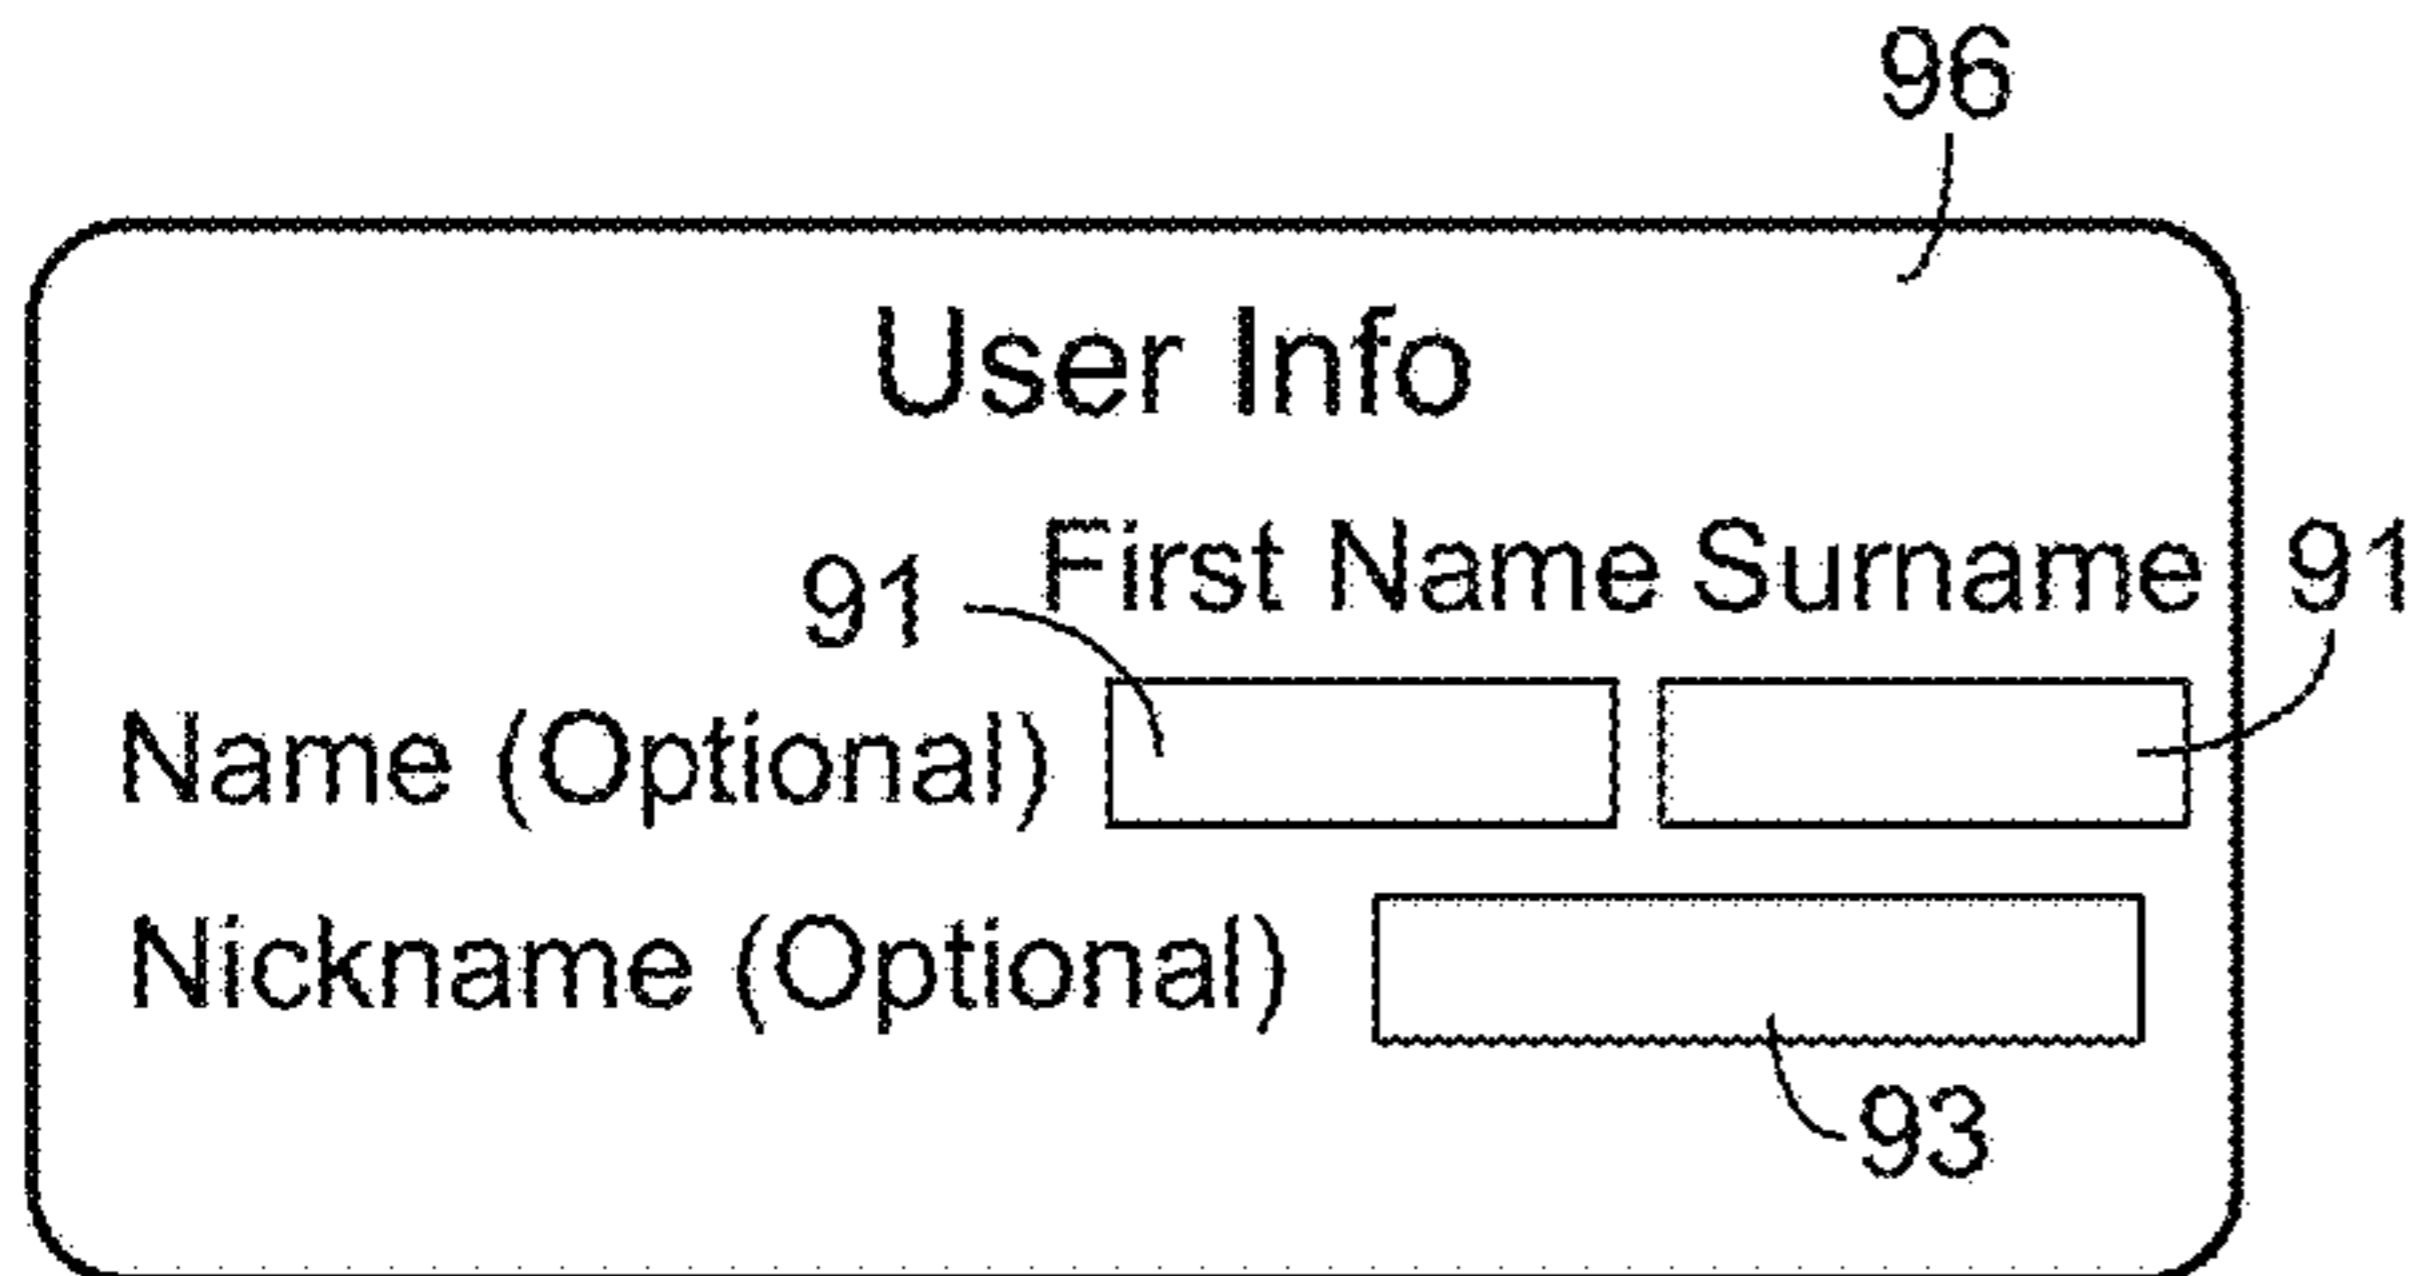 96
User Info
First Name Surname 91
91
Name (Optional)
Nickname (Optional)
93